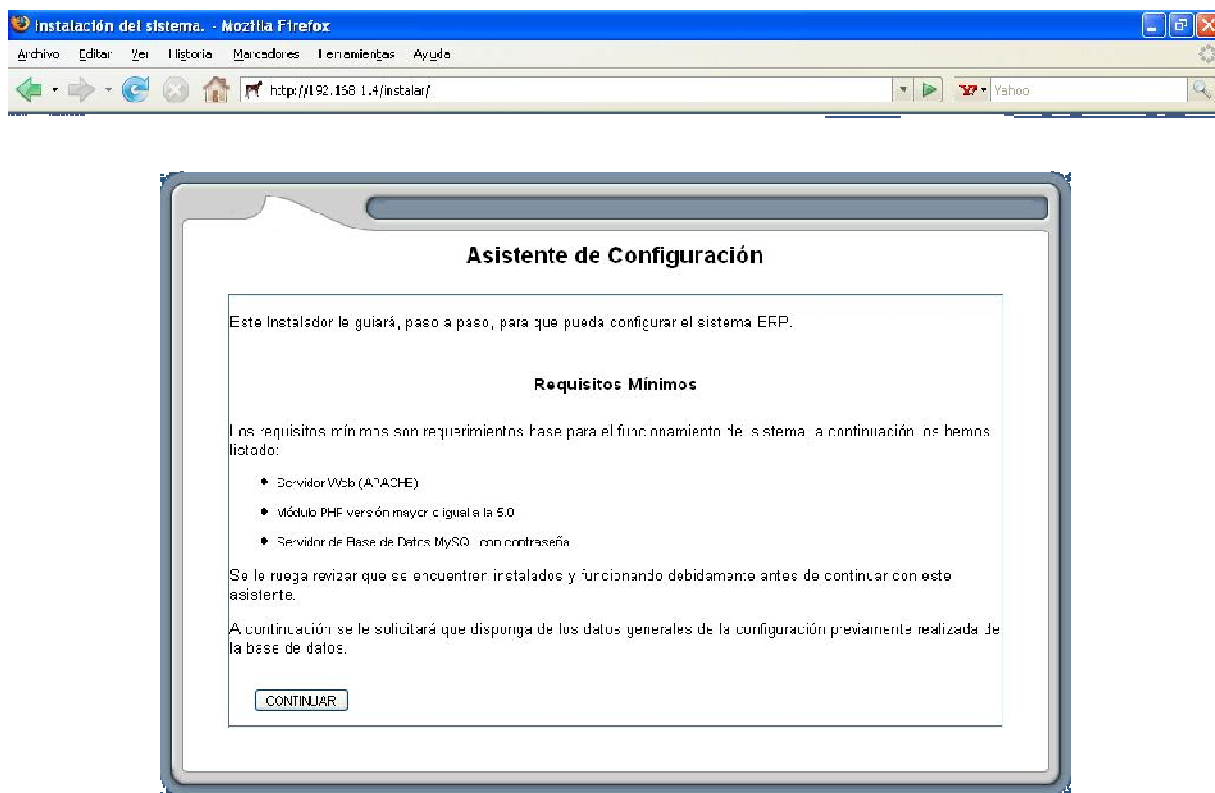 Instalación del sistema. - Mozilla Firefox
Archivo Editar Ver Historia Marcadores Herramientas Ayuda
http://192.168.1.4/instalar/
Yahoo
Asistente de Configuración
Este Instalador le guiará, paso a paso, para que pueda configurar el sistema ERP.
Requisitos Mínimos
Los requisitos mínimos son requerimientos base para el funcionamiento del sistema a continuación los hemos
listado:
Servidor Web (APACHE)
Módulo PHP versión mayor o igual a la 5.0
Servidor de Base de Datos MySQL con contraseña
Se le ruega revizar que se encuentren instalados y funcionando debidamente antes de continuar con este
asistente.
A continuación se le solicitará que disponga de los datos generales de la configuración previamente realizada de
la base de datos.
CONTINUAR